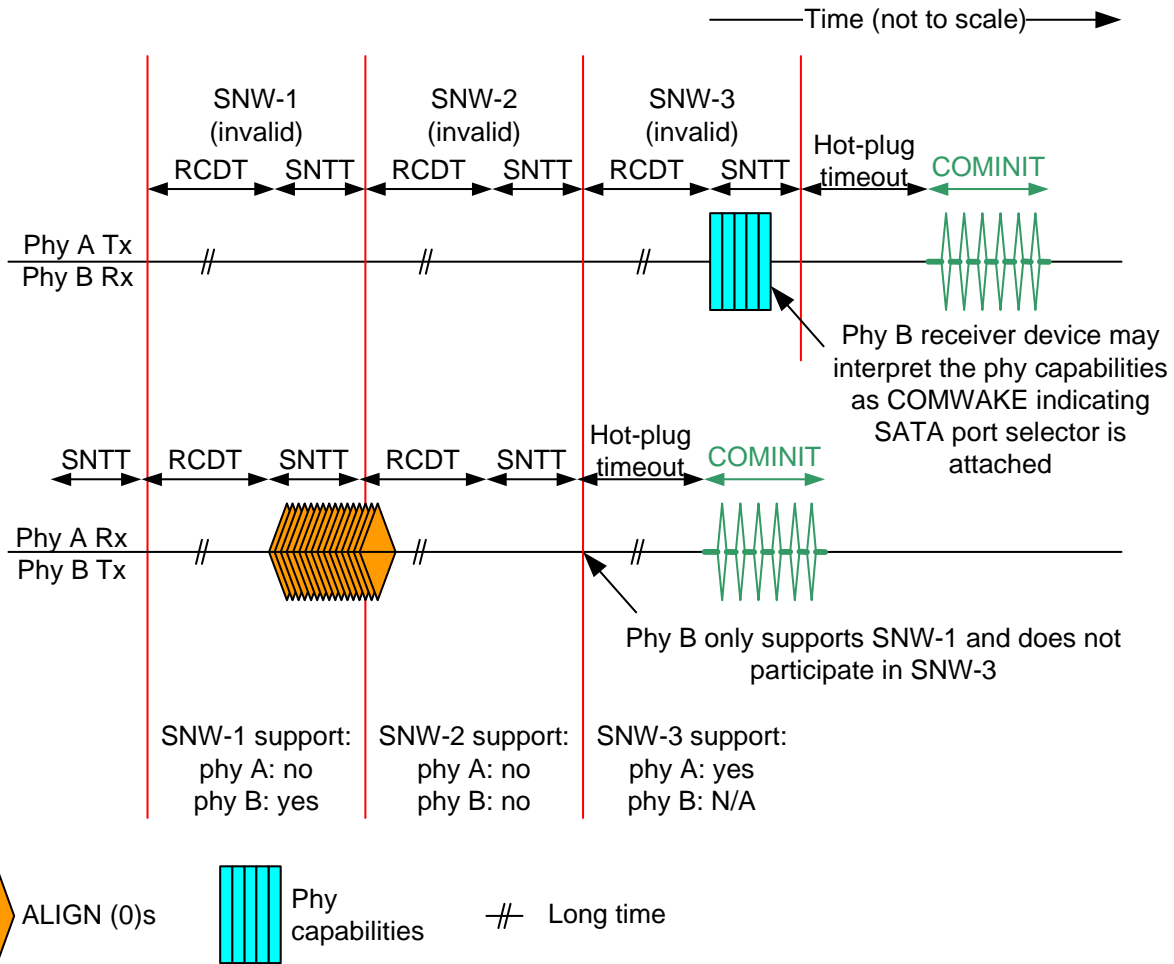 Time (not to scale)
SNW-1
(invalid)
SNW-2
(invalid)
SNW-3
(invalid)
RCDT
SNTT
RCDT
SNTT
RCDT
SNTT
Hot-plug
timeout
COMINIT
Phy A Tx
Phy B Rx
Phy B receiver device may
interpret the phy capabilities
as COMWAKE indicating
SATA port selector is
attached
SNTT
RCDT
SNTT
RCDT
SNTT
Hot-plug
timeout
COMINIT
Phy A Rx
Phy B Tx
Phy B only supports SNW-1 and does not
participate in SNW-3
SNW-1 support:
phy A: no
phy B: yes
SNW-2 support:
phy A: no
phy B: no
SNW-3 support:
phy A: yes
phy B: N/A
ALIGN (0)s
Phy
capabilities
Long time